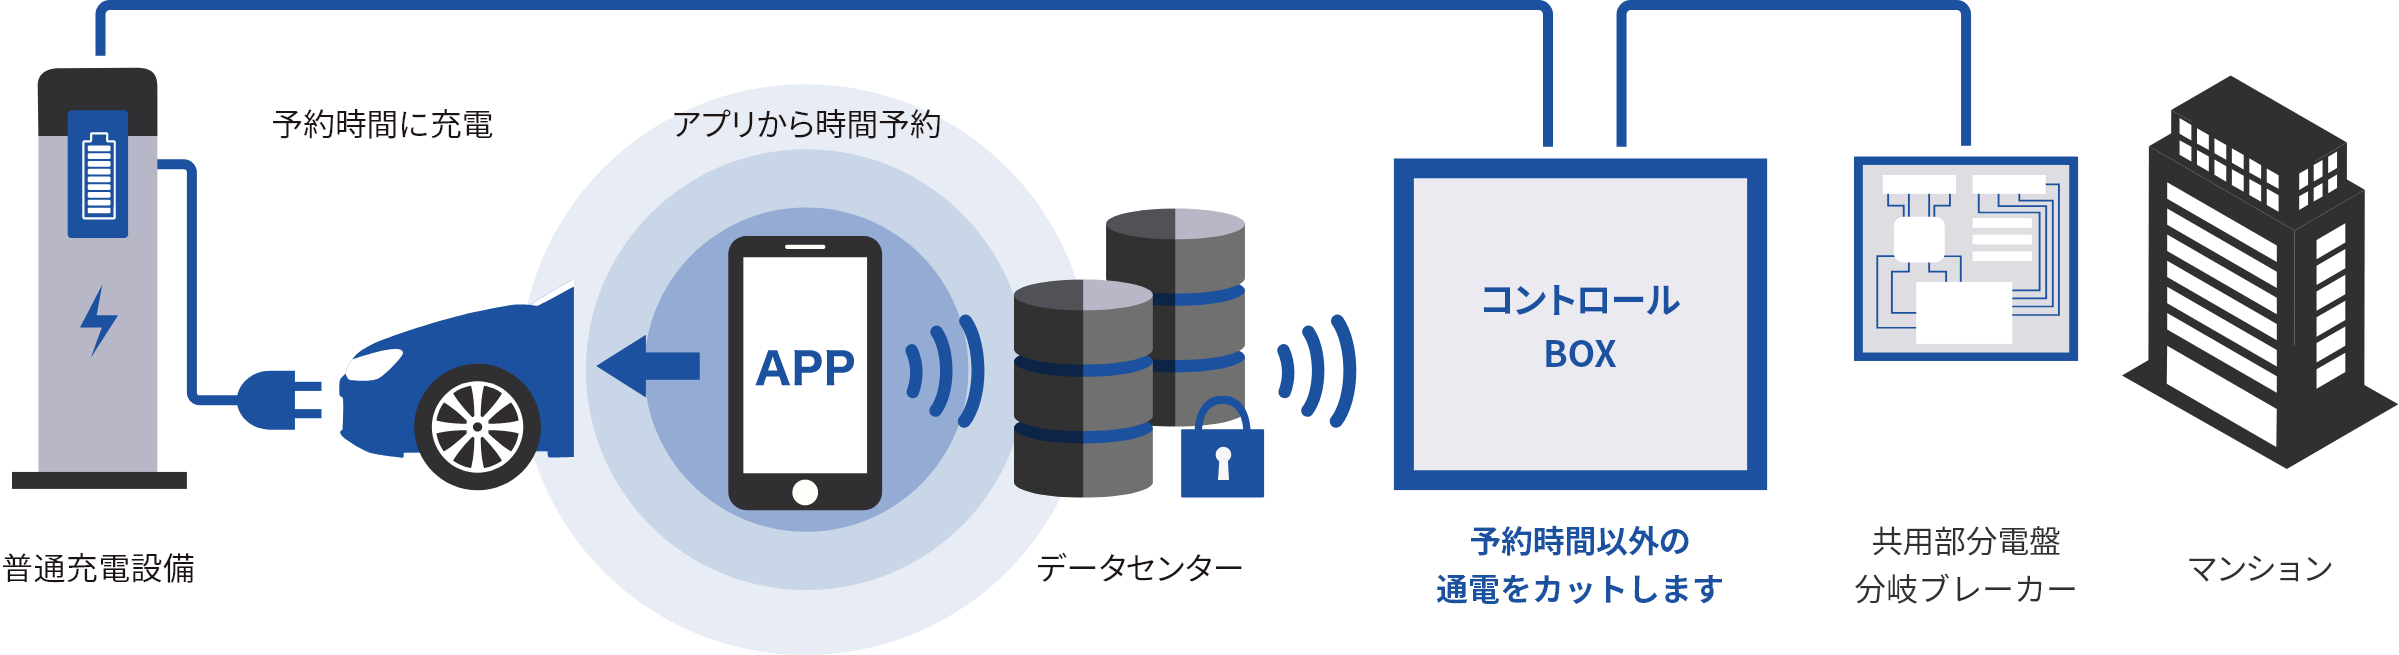 予約時間に充電
アプリから時間予約
APP
コントロール
BOX
普通充電設備
データセンター
予約時間以外の
通電をカットします
共用部分電盤
分岐ブレーカー
マンション